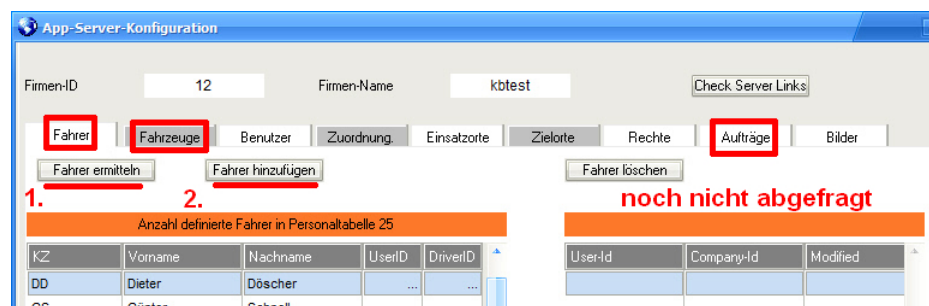 App-Server-Konfiguration
Firmen-ID 12 Firmen-Name kbtest Check Server Links
Fahrer Fahrzeuge Benutzer Zuordnung. Einsatzorte Zielorte Rechte Aufträge Bilder
Fahrer ermitteln Fahrer hinzufügen Fahrer löschen
1. 2. noch nicht abgefragt
Anzahl definierte Fahrer in Personaltabelle 25
KZ Vorname Nachname UserID DriverID User-Id Company-Id Modified
DD Dieter Döscher ... ...